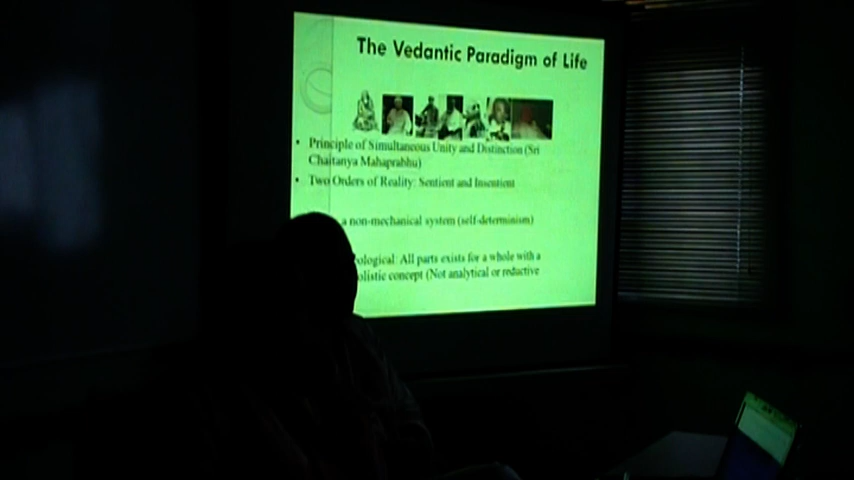 The Vedantic Paradigm of Life
• Principle of Simultaneous Unity and Distinction (Sri
Chaitanya Mahaprabhu)
• Two Orders of Reality: Sentient and Insentient
a non-mechanical system (self-determinism)
ological: All parts exists for a whole with a
olistic concept (Not analytical or reductive